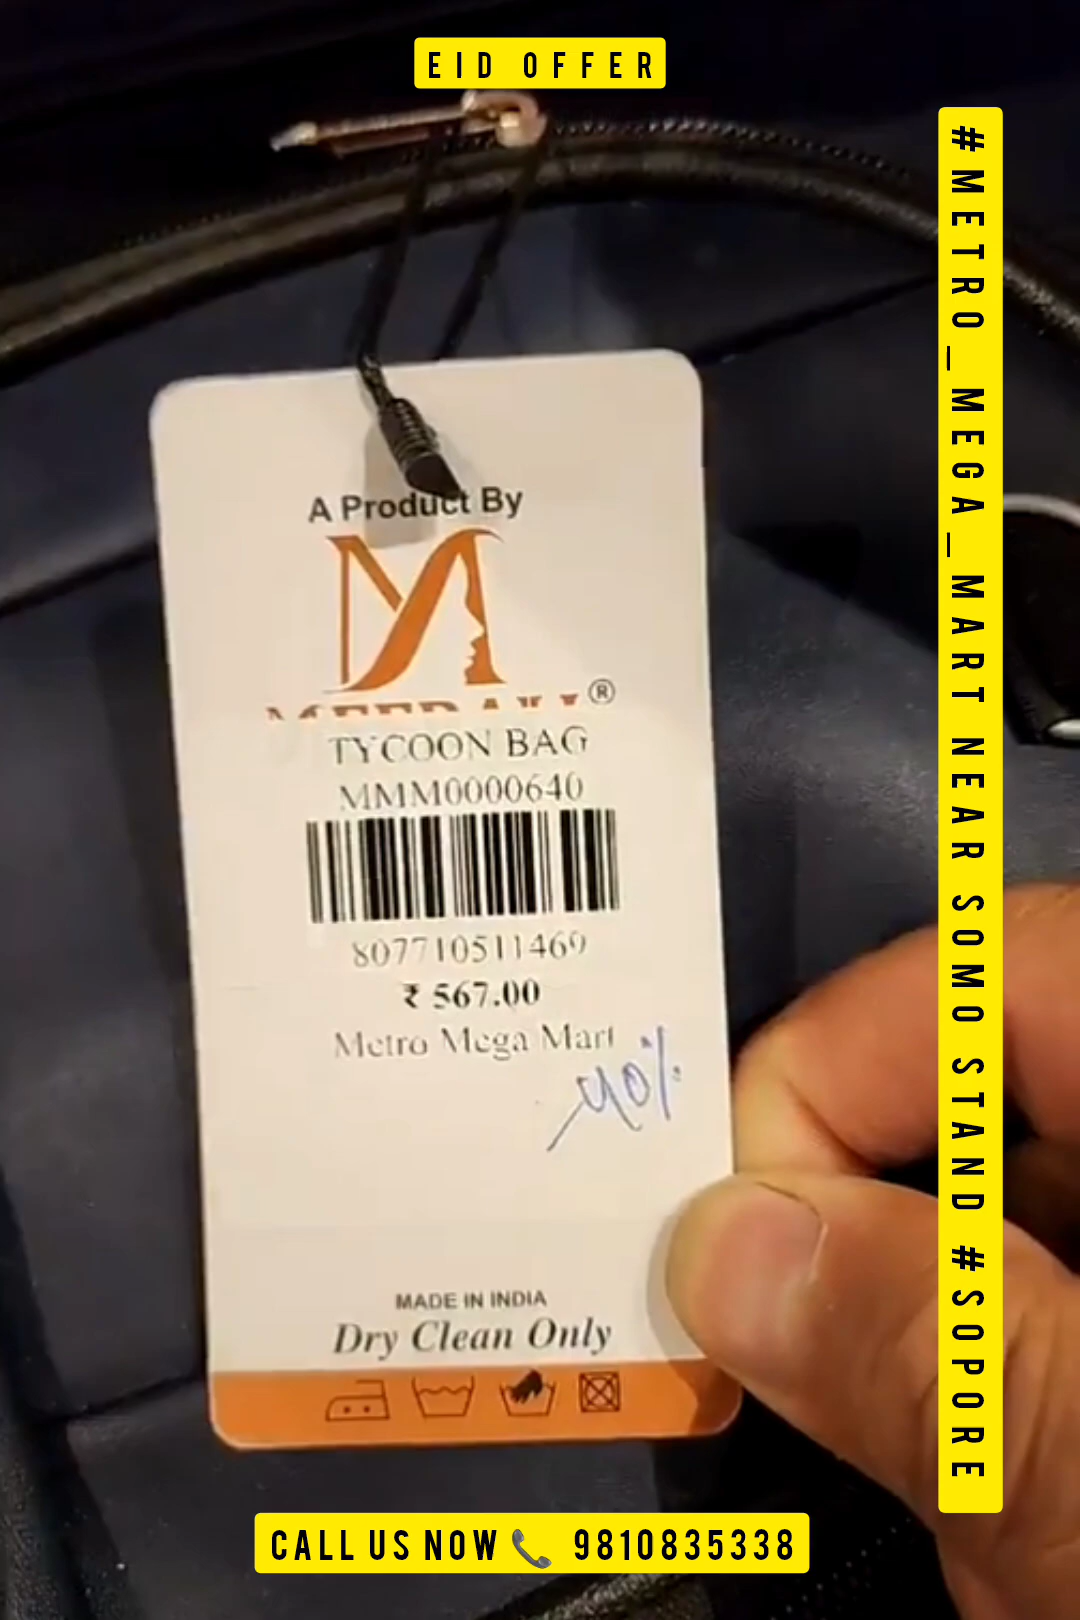 EID OFFER
#METRO_MEGA_MART NEAR SOMO STAND #SOPORE
A Product By
®
TYCOON BAG
MMM0000640
807710511469
₹ 567.00
Metro Mega Mart
40%
MADE IN INDIA
Dry Clean Only
CALL US NOW 📞 9810835338